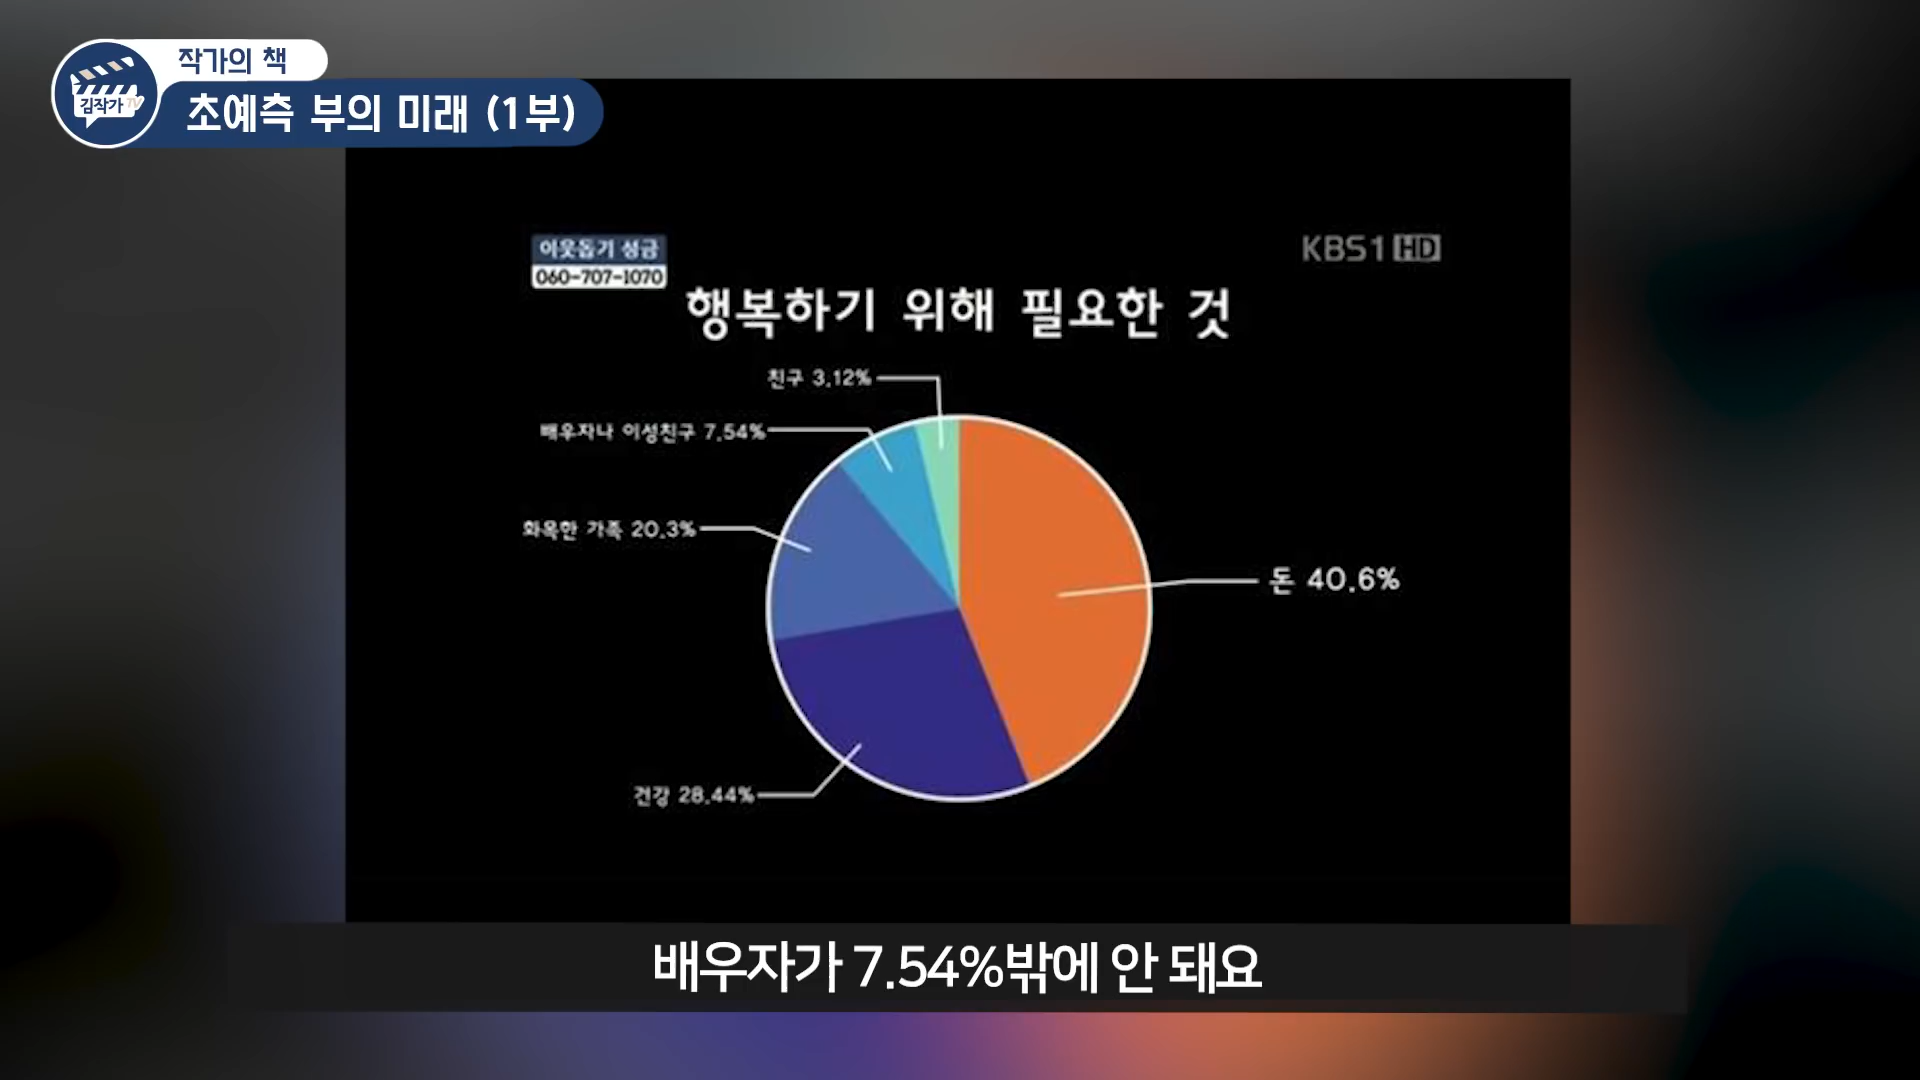 작가의 책
김작가 TV
초예측 부의 미래 (1부)
이웃돕기 성금
060-707-1070
KBS1 HD
행복하기 위해 필요한 것
친구 3.12%
배우자나 이성친구 7.54%
화목한 가족 20.3%
돈 40.6%
건강 28.44%
배우자가 7.54%밖에 안 돼요